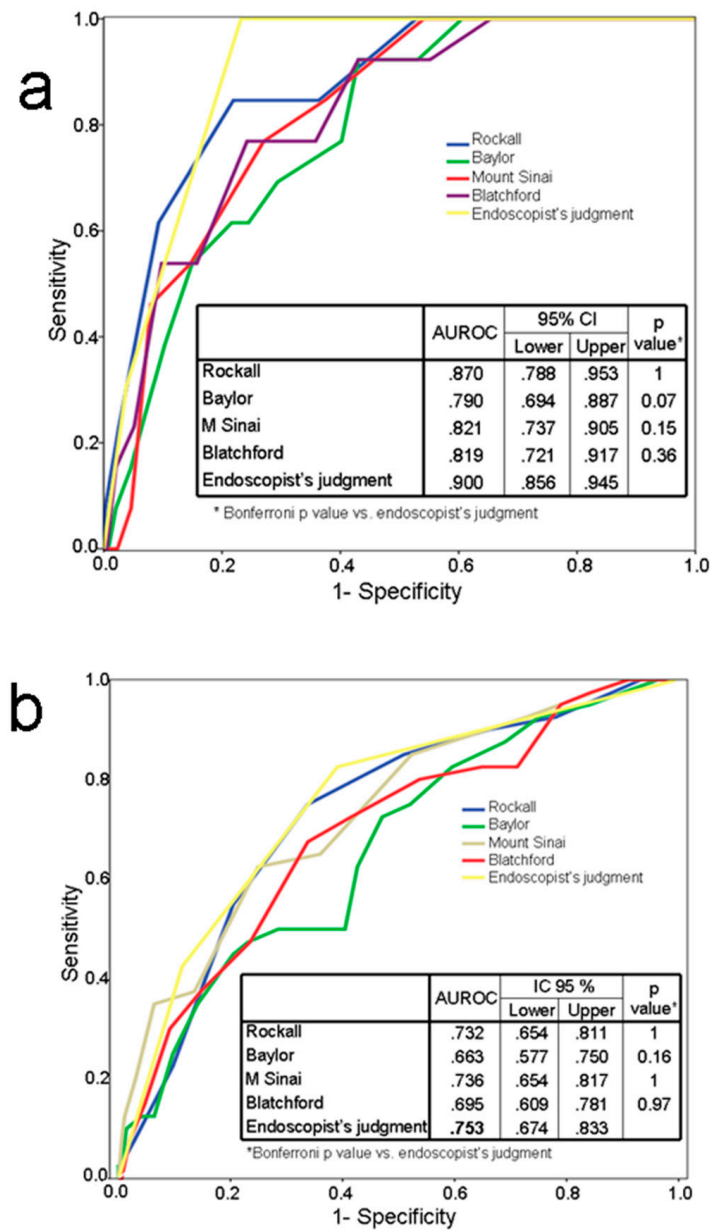 a
1.0
0.8
0.6
0.4
0.2
0.0
Sensitivity
Rockall
Baylor
Mount Sinai
Blatchford
Endoscopist's judgment
AUROC 95% CI p value*
Lower Upper
Rockall .870 .788 .953 1
Baylor .790 .694 .887 0.07
M Sinai .821 .737 .905 0.15
Blatchford .819 .721 .917 0.36
Endoscopist's judgment .900 .856 .945
* Bonferroni p value vs. endoscopist's judgment
0.2 0.4 0.6 0.8 1.0
1- Specificity
b
1.0
0.8
0.6
0.4
0.2
0.0
Sensitivity
Rockall
Baylor
Mount Sinai
Blatchford
Endoscopist's judgment
AUROC IC 95 % p value*
Lower Upper
Rockall .732 .654 .811 1
Baylor .663 .577 .750 0.16
M Sinai .736 .654 .817 1
Blatchford .695 .609 .781 0.97
Endoscopist's judgment .753 .674 .833
*Bonferroni p value vs. endoscopist's judgment
0.0 0.2 0.4 0.6 0.8 1.0
1- Specificity